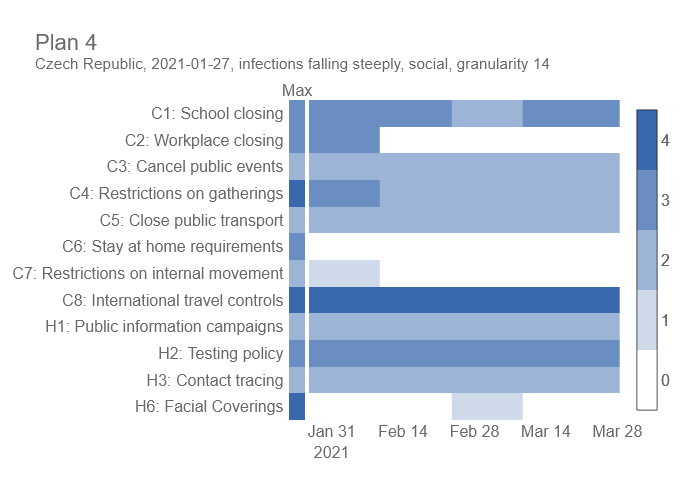 Plan 4
Czech Republic, 2021-01-27, infections falling steeply, social, granularity 14
Max
C1: School closing
C2: Workplace closing
C3: Cancel public events
C4: Restrictions on gatherings
C5: Close public transport
C6: Stay at home requirements
C7: Restrictions on internal movement
C8: International travel controls
H1: Public information campaigns
H2: Testing policy
H3: Contact tracing
H6: Facial Coverings
Jan 31 Feb 14 Feb 28 Mar 14 Mar 28
2021
4
3
2
1
0